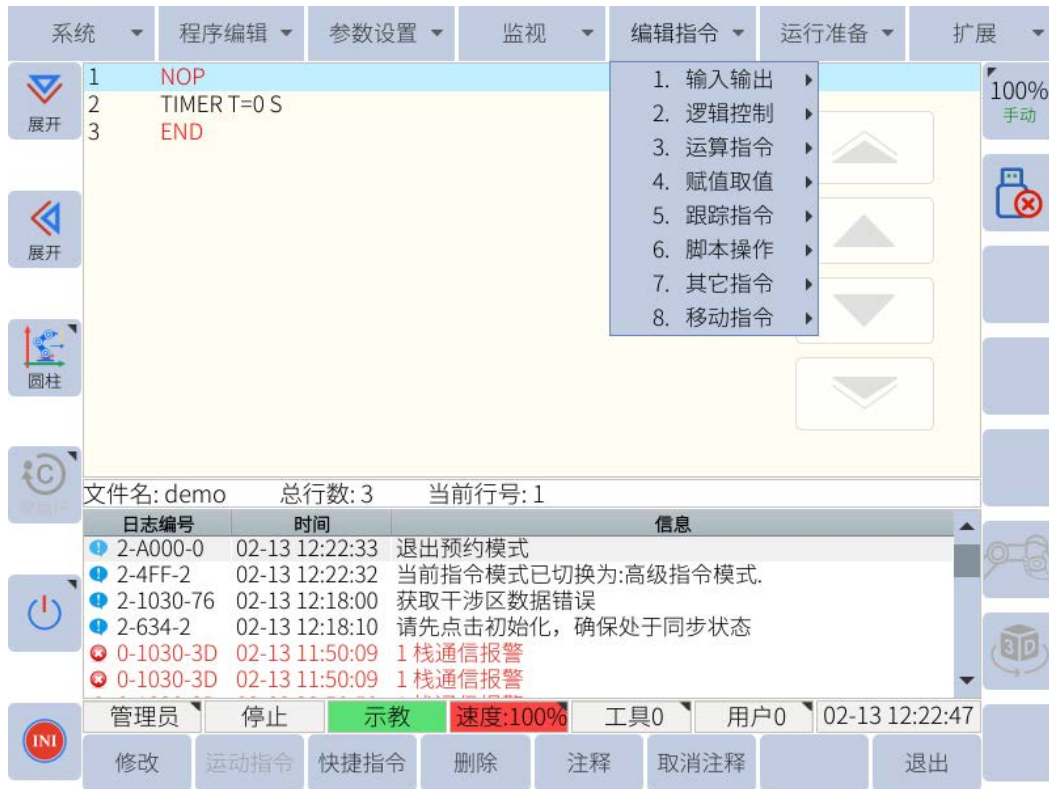 系统 程序编辑 参数设置 监视 编辑指令 运行准备 扩展
展开
展开
圆柱
1 NOP
2 TIMER T=0 S
3 END
1. 输入输出
2. 逻辑控制
3. 运算指令
4. 赋值取值
5. 跟踪指令
6. 脚本操作
7. 其它指令
8. 移动指令
100%
手动
文件名: demo 总行数: 3 当前行号: 1
日志编号 时间 信息
2-A000-0 02-13 12:22:33 退出预约模式
2-4FF-2 02-13 12:22:32 当前指令模式已切换为:高级指令模式.
2-1030-76 02-13 12:18:00 获取干涉区数据错误
2-634-2 02-13 12:18:10 请先点击初始化，确保处于同步状态
0-1030-3D 02-13 11:50:09 1 栈通信报警
0-1030-3D 02-13 11:50:09 1 栈通信报警
3D
管理员 停止 示教 速度:100% 工具0 用户0 02-13 12:22:47
INI
修改 运动指令 快捷指令 删除 注释 取消注释 退出